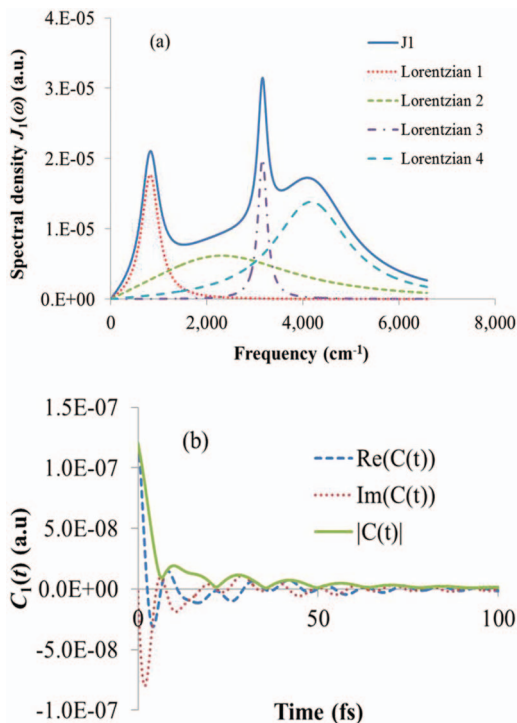 4.E-05
(a)
J1
Lorentzian 1
3.E-05
Lorentzian 2
Lorentzian 3
2.E-05
Lorentzian 4
1.E-05
0.E+00
0 2,000 4,000 6,000 8,000
Spectral density J₁(ω) (a.u.)
Frequency (cm⁻¹)
1.5E-07
(b)
1.0E-07
Re(C(t))
Im(C(t))
5.0E-08
|C(t)|
0.0E+00
0 50 100
-5.0E-08
-1.0E-07
C₁(t) (a.u)
Time (fs)